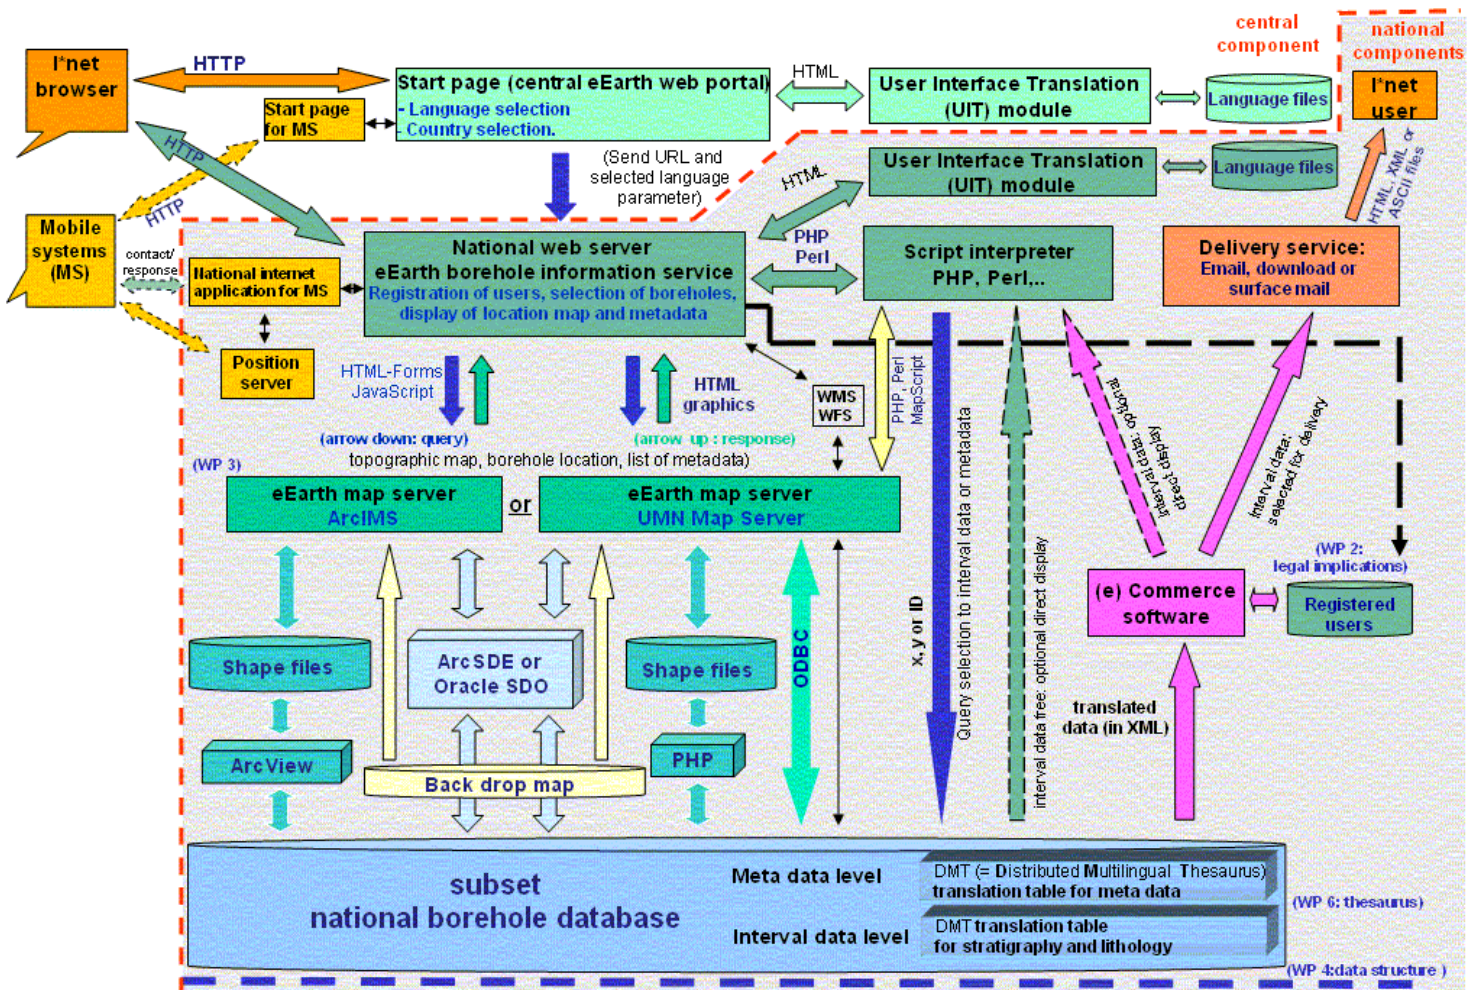 central
component
national
components
I*net
browser
HTTP
Start page (central eEarth web portal)
- Language selection
- Country selection.
HTML
User Interface Translation
(UIT) module
Language files
I*net
user
Start page
for MS
HTTP
(Send URL and
selected language
parameter)
HTML
User Interface Translation
(UIT) module
Language files
HTML, XML or
ASCII files
HTTP
Mobile
systems
(MS)
contact/
response
National internet
application for MS
National web server
eEarth borehole information service
Registration of users, selection of boreholes,
display of location map and metadata
PHP
Perl
Script interpreter
PHP, Perl,..
Delivery service:
Email, download or
surface mail
Position
server
HTML-Forms
JavaScript
HTML
graphics
WMS
WFS
PHP, Perl
MapScript
(arrow down: query)
(arrow up : response)
topographic map, borehole location, list of metadata)
(WP 3)
eEarth map server
ArcIMS
or
eEarth map server
UMN Map Server
x, y or ID
Query selection to interval data or metadata
interval data free: optional direct display
interval data: optional
direct display
Interval data:
selected for delivery
(WP 2:
legal implications)
(e) Commerce
software
Registered
users
Shape files
ArcSDE or
Oracle SDO
Shape files
ODBC
translated
data (in XML)
ArcView
PHP
Back drop map
subset
national borehole database
Meta data level
DMT (= Distributed Multilingual Thesaurus)
translation table for meta data
Interval data level
DMT translation table
for stratigraphy and lithology
(WP 6: thesaurus)
(WP 4:data structure )